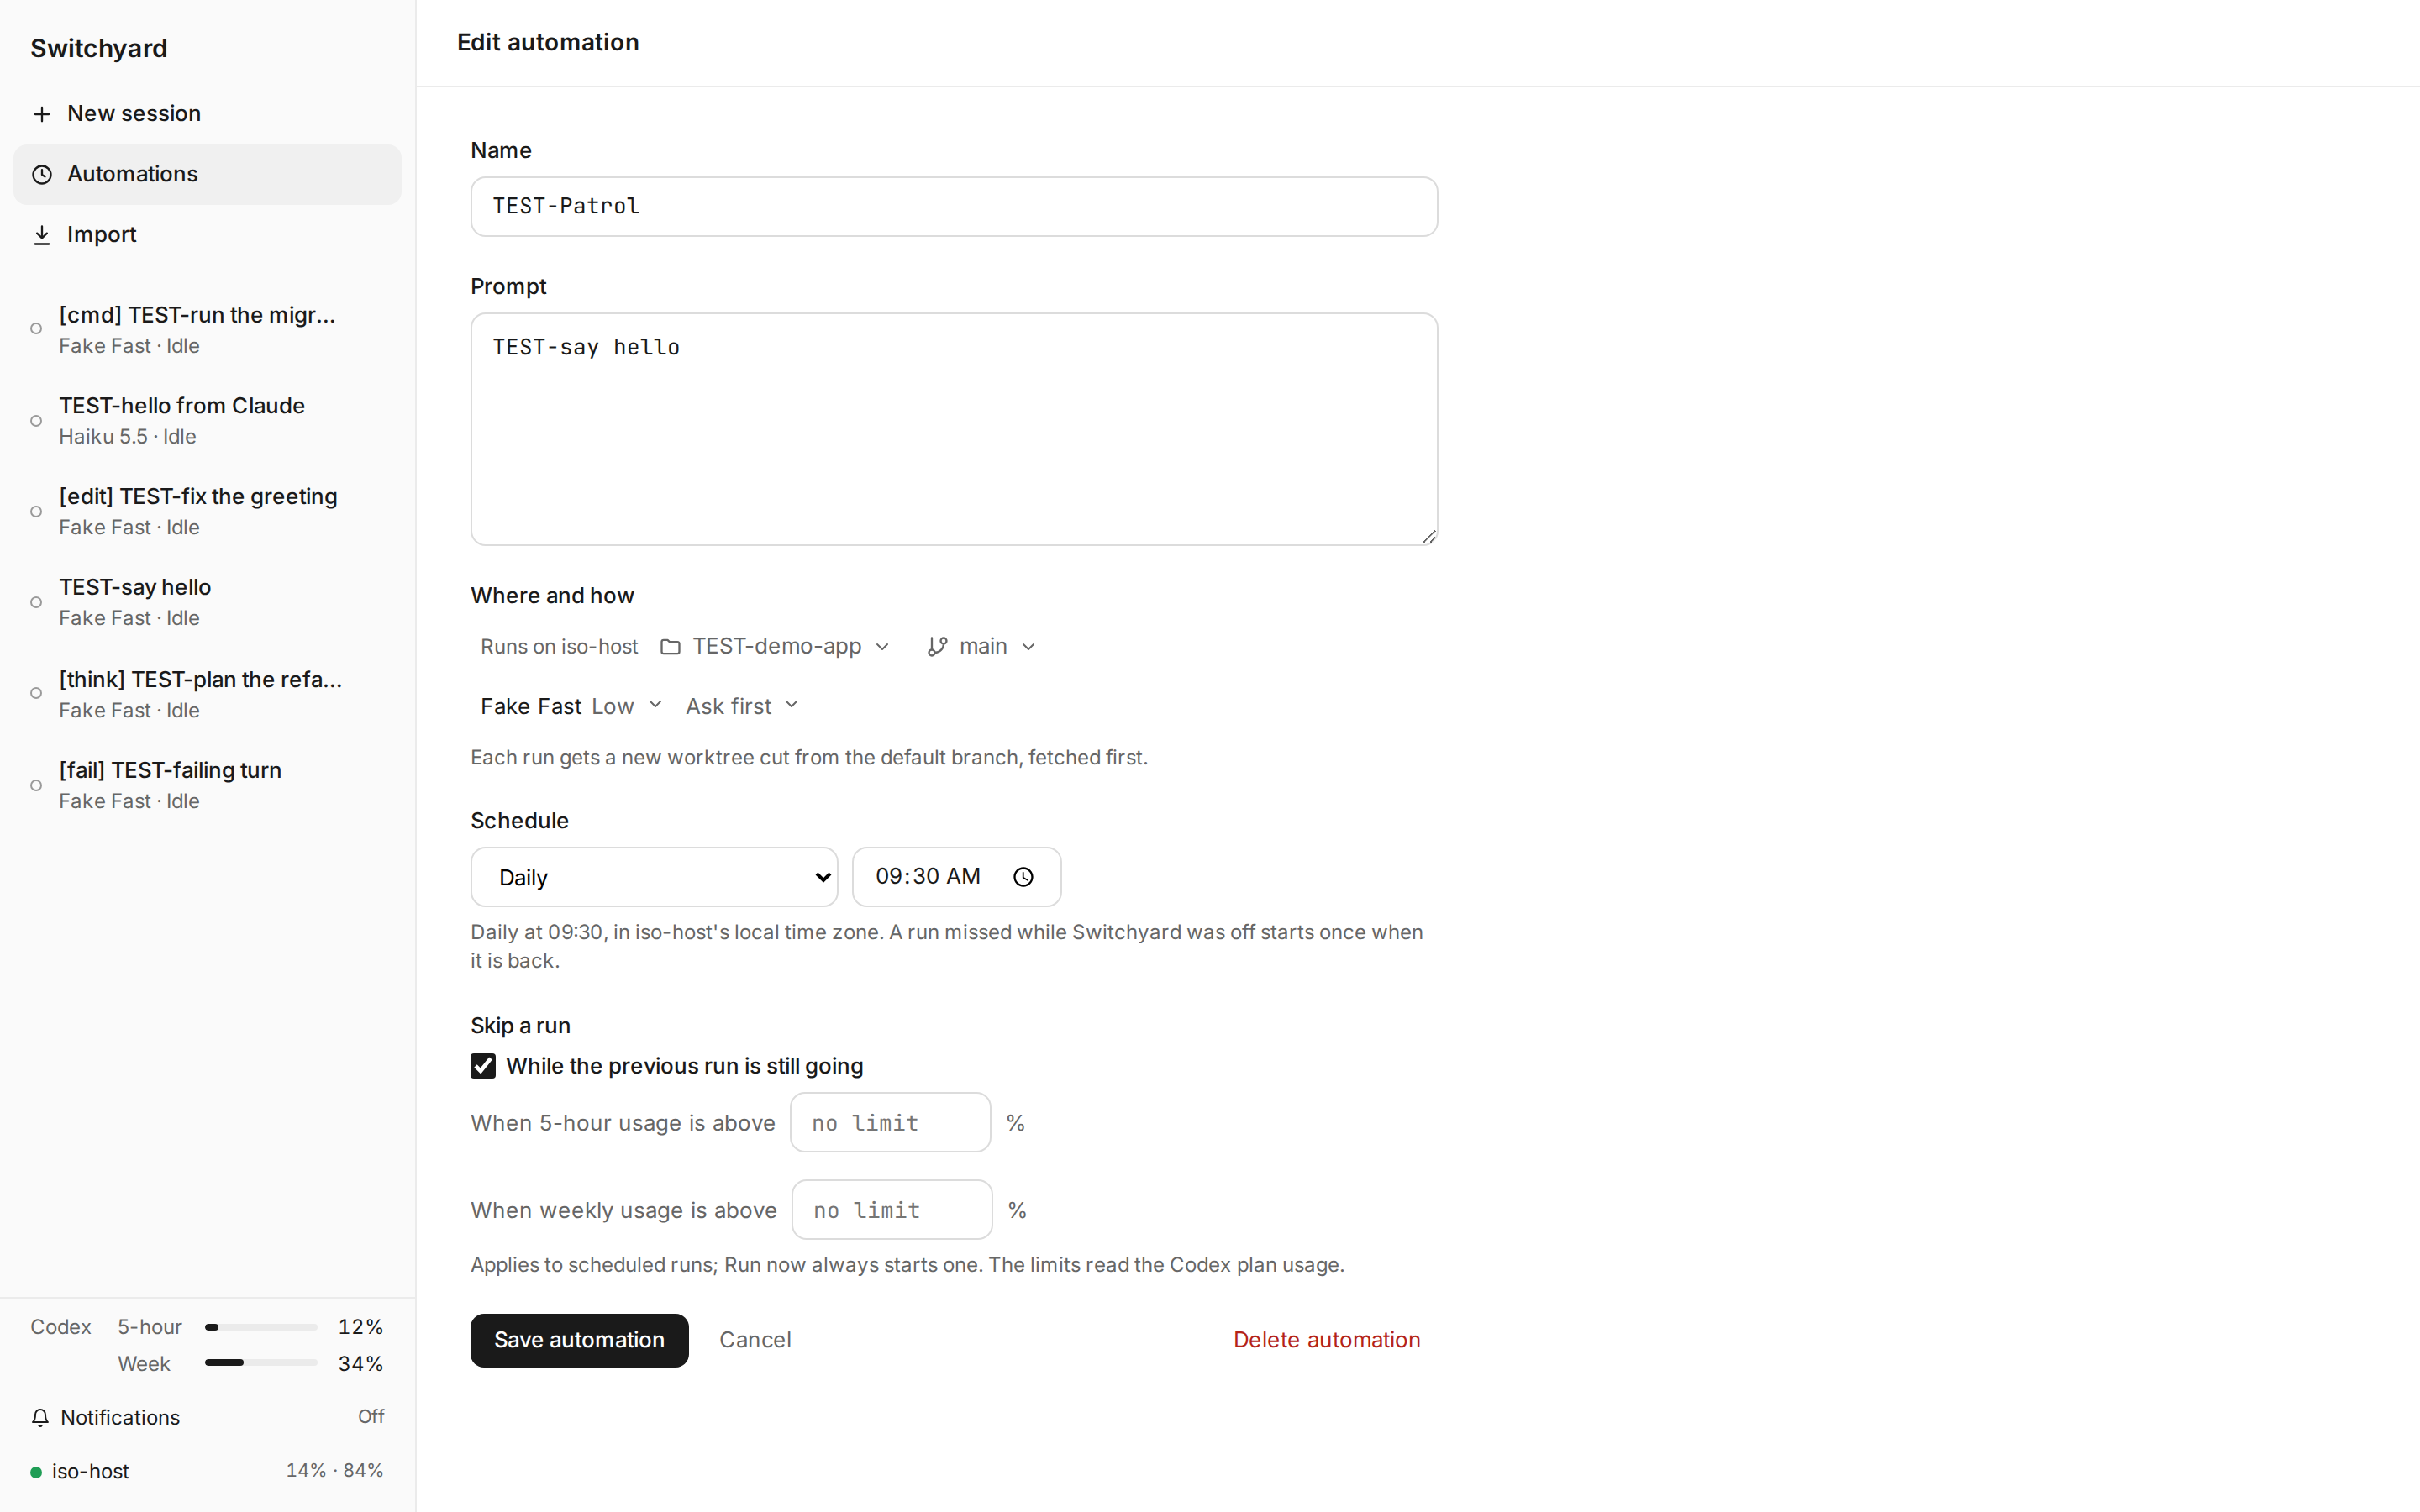 Switchyard
New session
Automations
Import
[cmd] TEST-run the migr...
Fake Fast · Idle
TEST-hello from Claude
Haiku 5.5 · Idle
[edit] TEST-fix the greeting
Fake Fast · Idle
TEST-say hello
Fake Fast · Idle
[think] TEST-plan the refa...
Fake Fast · Idle
[fail] TEST-failing turn
Fake Fast · Idle
Codex 5-hour 12%
Week 34%
Notifications Off
iso-host 14% · 84%
Edit automation
Name
TEST-Patrol
Prompt
TEST-say hello
Where and how
Runs on iso-host TEST-demo-app main
Fake Fast Low Ask first
Each run gets a new worktree cut from the default branch, fetched first.
Schedule
Daily 09:30 AM
Daily at 09:30, in iso-host's local time zone. A run missed while Switchyard was off starts once when
it is back.
Skip a run
While the previous run is still going
When 5-hour usage is above no limit %
When weekly usage is above no limit %
Applies to scheduled runs; Run now always starts one. The limits read the Codex plan usage.
Save automation Cancel Delete automation